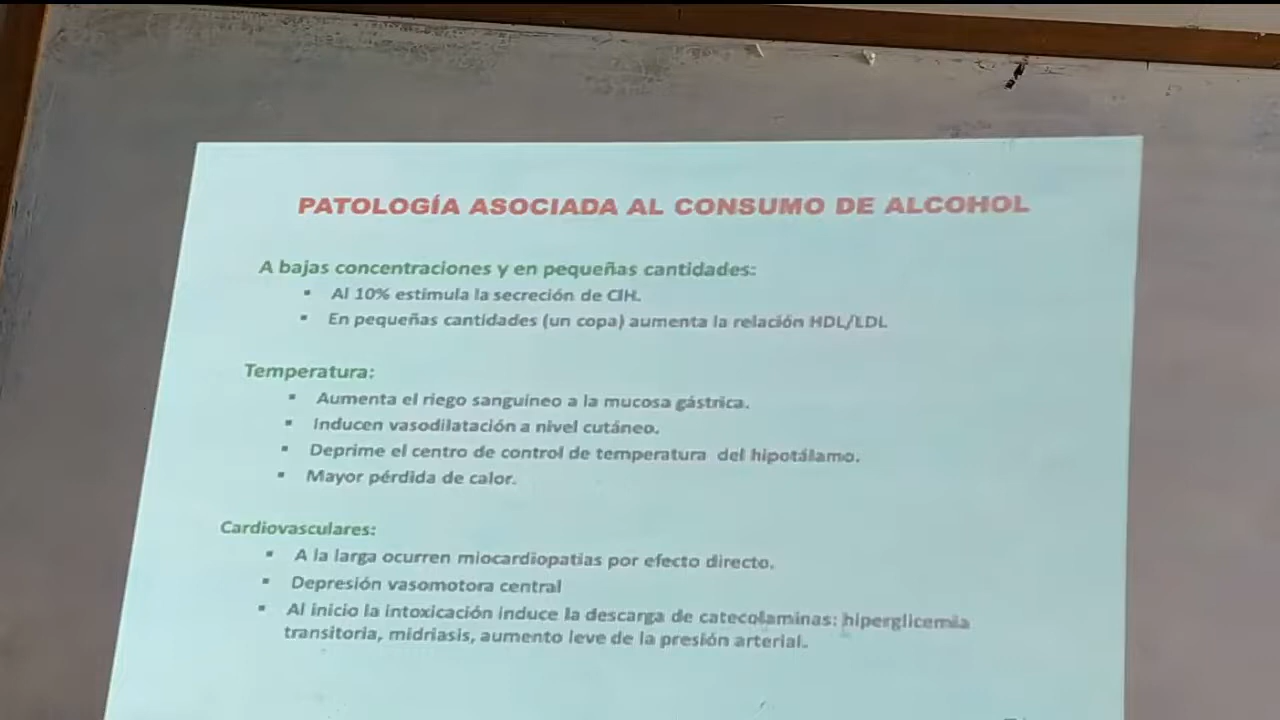 PATOLOGÍA ASOCIADA AL CONSUMO DE ALCOHOL
A bajas concentraciones y en pequeñas cantidades:
▪ Al 10% estimula la secreción de ClH.
▪ En pequeñas cantidades (un copa) aumenta la relación HDL/LDL
Temperatura:
▪ Aumenta el riego sanguíneo a la mucosa gástrica.
▪ Inducen vasodilatación a nivel cutáneo.
▪ Deprime el centro de control de temperatura del hipotálamo.
▪ Mayor pérdida de calor.
Cardiovasculares:
▪ A la larga ocurren miocardiopatías por efecto directo.
▪ Depresión vasomotora central
▪ Al inicio la intoxicación induce la descarga de catecolaminas: hiperglicemia
transitoria, midriasis, aumento leve de la presión arterial.